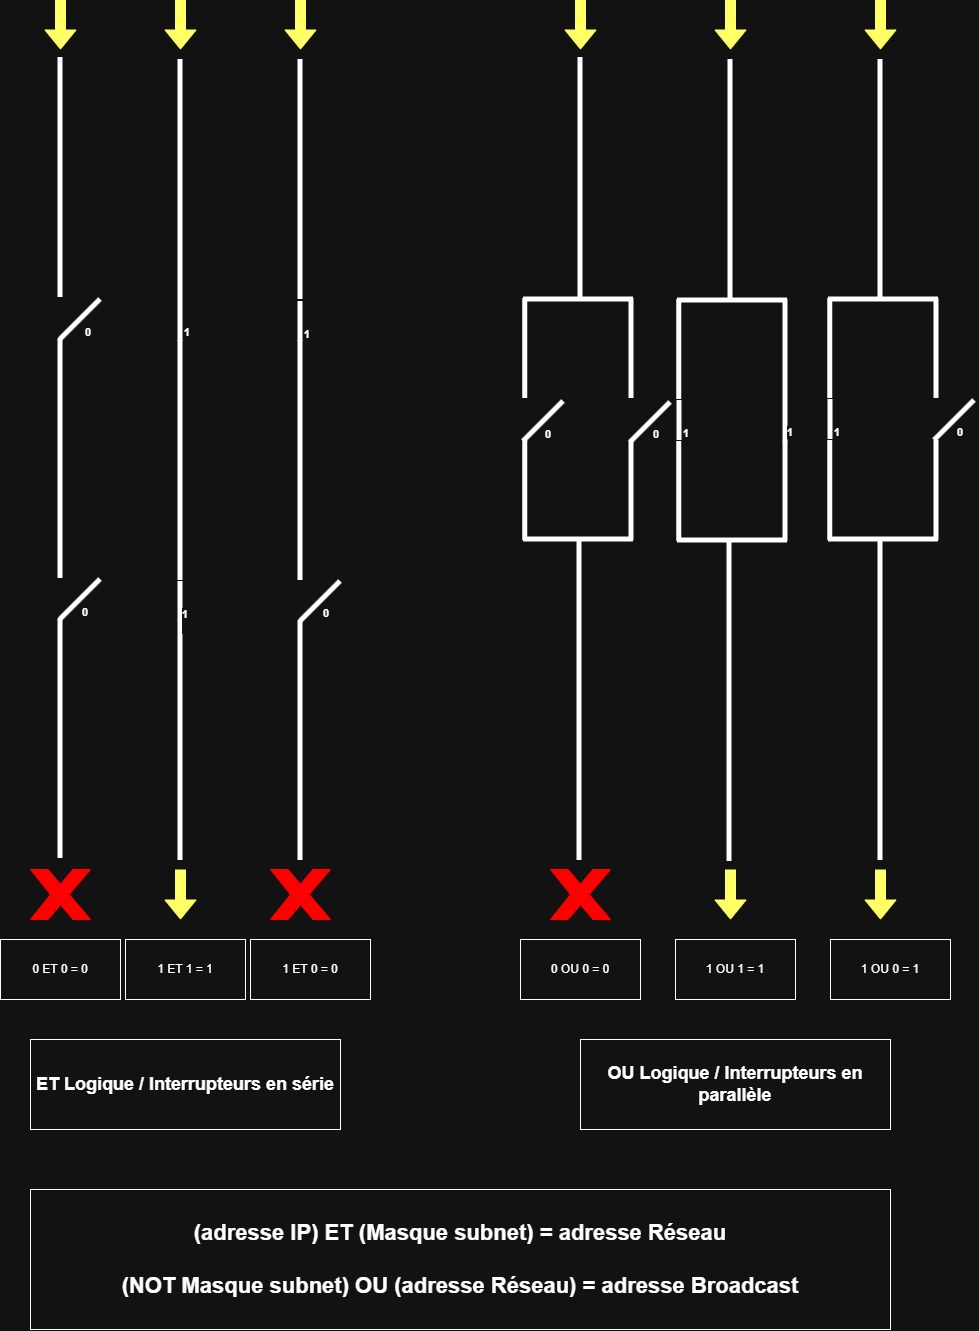 0
1
1
0
0
1
1
1
0
0
1
0
0 ET 0 = 0
1 ET 1 = 1
1 ET 0 = 0
0 OU 0 = 0
1 OU 1 = 1
1 OU 0 = 1
ET Logique / Interrupteurs en série
OU Logique / Interrupteurs en
parallèle
(adresse IP) ET (Masque subnet) = adresse Réseau
(NOT Masque subnet) OU (adresse Réseau) = adresse Broadcast